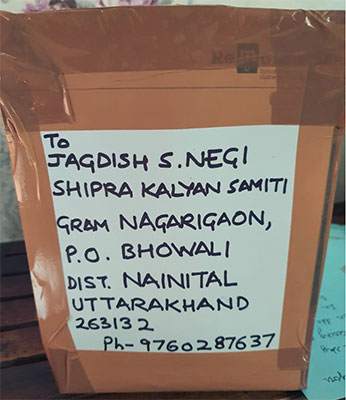 To
JAGDISH S. NEGI
SHIPRA KALYAN SAMITI
GRAM NAGARIGAON,
P.O. BHOWALI
DIST. NAINITAL
UTTARAKHAND
263132
Ph- 9760287637